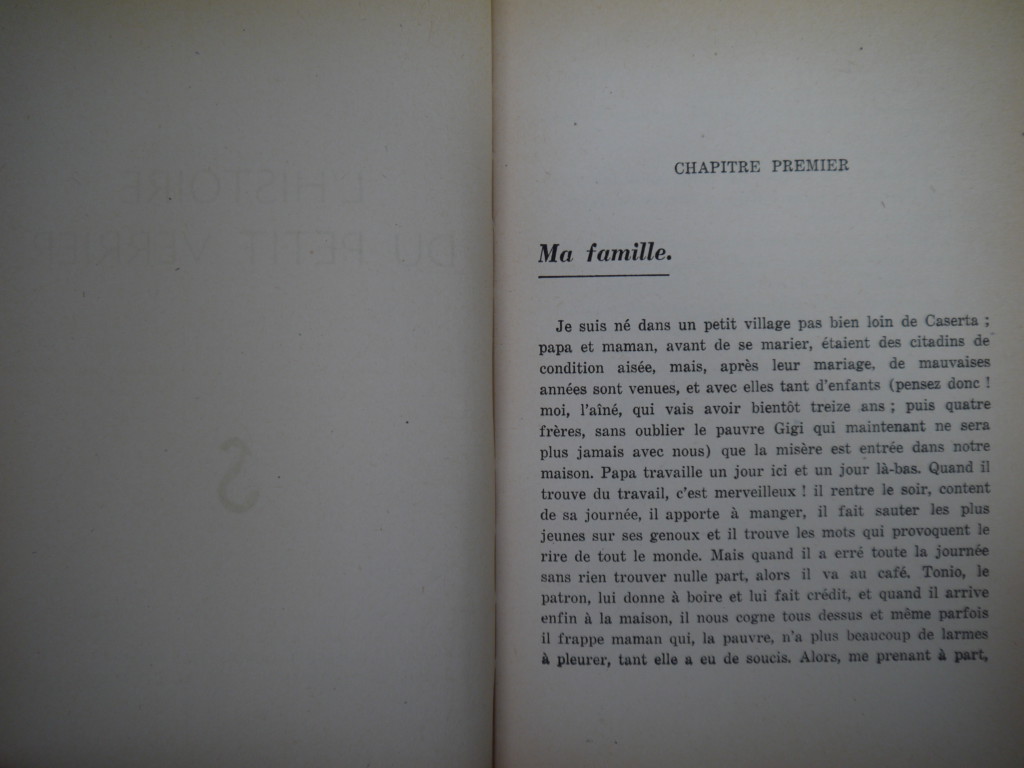 L'HISTOIRE
DU PETIT VERRIER
CHAPITRE PREMIER
Ma famille.
Je suis né dans un petit village pas bien loin de Caserta ;
papa et maman, avant de se marier, étaient des citadins de
condition aisée, mais, après leur mariage, de mauvaises
années sont venues, et avec elles tant d'enfants (pensez donc !
moi, l'aîné, qui vais avoir bientôt treize ans ; puis quatre
frères, sans oublier le pauvre Gigi qui maintenant ne sera
plus jamais avec nous) que la misère est entrée dans notre
maison. Papa travaille un jour ici et un jour là-bas. Quand il
trouve du travail, c'est merveilleux ! il rentre le soir, content
de sa journée, il apporte à manger, il fait sauter les plus
jeunes sur ses genoux et il trouve les mots qui provoquent le
rire de tout le monde. Mais quand il a erré toute la journée
sans rien trouver nulle part, alors il va au café. Tonio, le
patron, lui donne à boire et lui fait crédit, et quand il arrive
enfin à la maison, il nous cogne tous dessus et même parfois
il frappe maman qui, la pauvre, n'a plus beaucoup de larmes
à pleurer, tant elle a eu de soucis. Alors, me prenant à part,